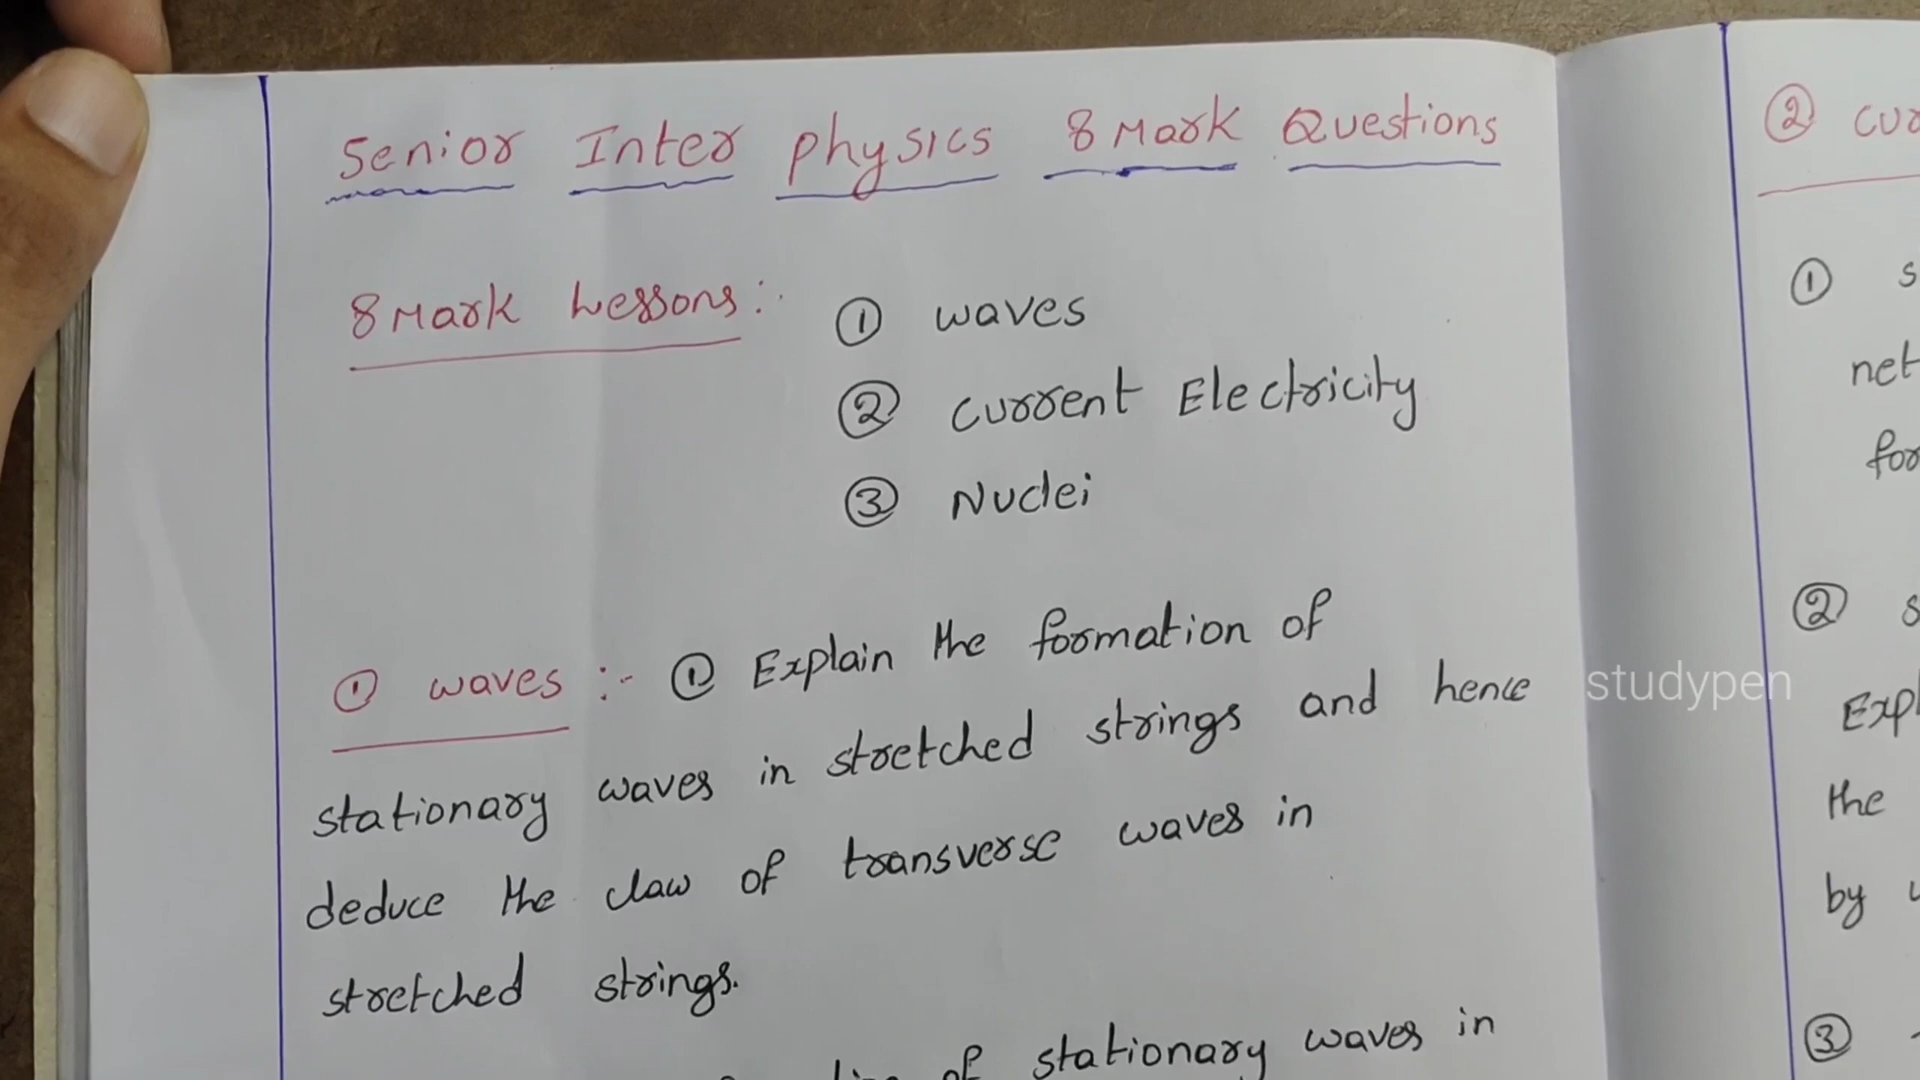 Senior Inter physics 8 Mark Questions
8 Mark Lessons :-
① waves
② current Electricity
③ Nuclei
① waves :- ① Explain the formation of
stationary waves in stretched strings and hence
deduce the law of transverse waves in
stretched strings.
of stationary waves in
② cur
①
net
for
②
Expl
the
by
③
studypen